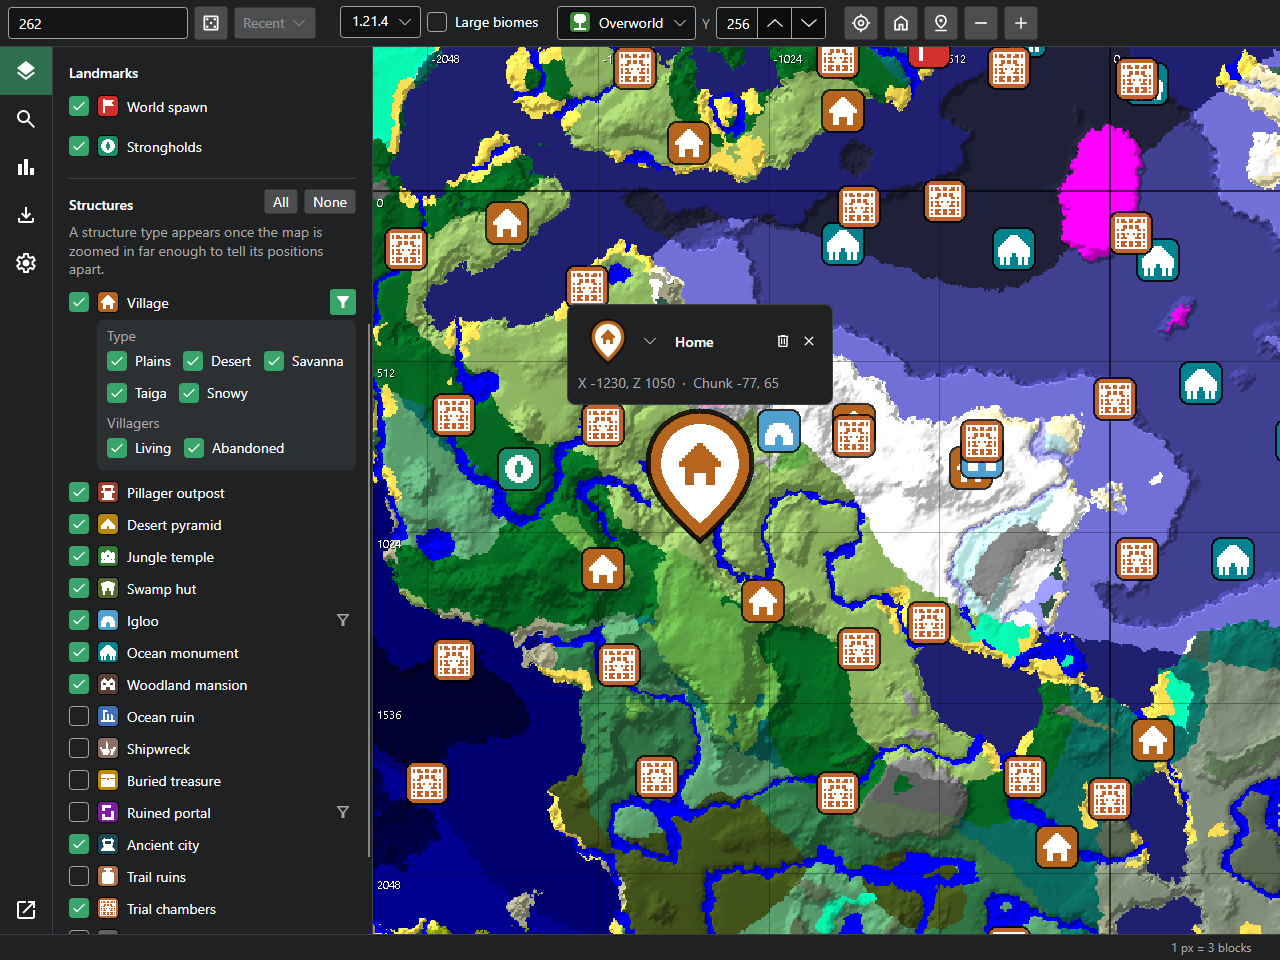 262
Recent
1.21.4
Large biomes
Overworld
Y
256
Landmarks
World spawn
Strongholds
Structures
All
None
A structure type appears once the map is
zoomed in far enough to tell its positions
apart.
Village
Type
Plains
Desert
Savanna
Taiga
Snowy
Villagers
Living
Abandoned
Pillager outpost
Desert pyramid
Jungle temple
Swamp hut
Igloo
Ocean monument
Woodland mansion
Ocean ruin
Shipwreck
Buried treasure
Ruined portal
Ancient city
Trail ruins
Trial chambers
-2048
-1024
0
0
512
1024
1536
2048
Home
X -1230, Z 1050 · Chunk -77, 65
1 px = 3 blocks